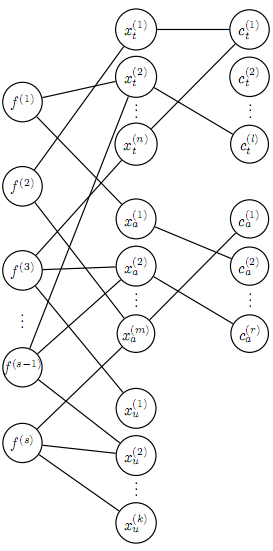 x_t^{(1)} c_t^{(1)}
f^{(1)} x_t^{(2)} c_t^{(2)}
⋮ ⋮
x_t^{(n)} c_t^{(l)}
f^{(2)}
x_a^{(1)} c_a^{(1)}
f^{(3)} x_a^{(2)} c_a^{(2)}
⋮ ⋮ ⋮
x_a^{(m)} c_a^{(r)}
f^{(s-1)}
x_u^{(1)}
f^{(s)} x_u^{(2)}
⋮
x_u^{(k)}